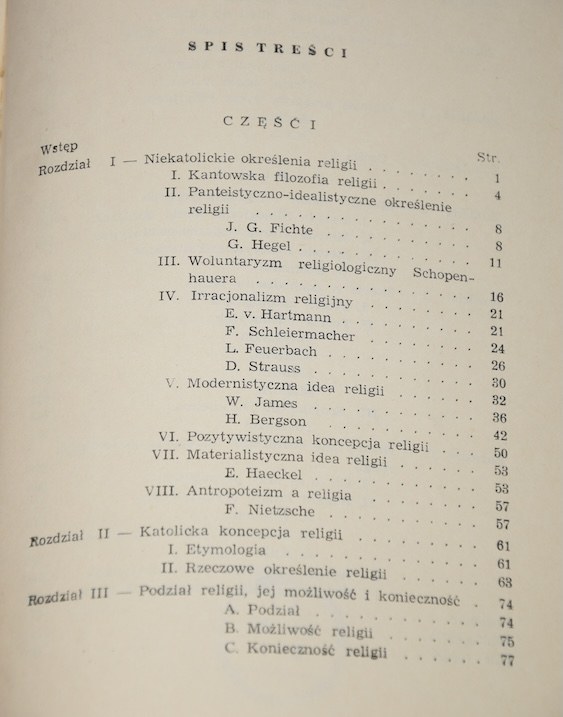 SPIS TREŚCI
CZĘŚĆ I
Wstęp
Str.
Rozdział I — Niekatolickie określenia religii . . . . . . . 1
I. Kantowska filozofia religii . . . . . . . 4
II. Panteistyczno-idealistyczne określenie
religii . . . . . . . . . . . . 8
J. G. Fichte . . . . . . . . . 8
G. Hegel . . . . . . . . . . 11
III. Woluntaryzm religiologiczny Schopen-
hauera . . . . . . . . . . . . 16
IV. Irracjonalizm religijny . . . . . . . 21
E. v. Hartmann . . . . . . . . 21
F. Schleiermacher . . . . . . . 24
L. Feuerbach . . . . . . . . . 26
D. Strauss . . . . . . . . . . 30
V. Modernistyczna idea religii . . . . . 32
W. James . . . . . . . . . . 36
H. Bergson . . . . . . . . . 42
VI. Pozytywistyczna koncepcja religii . . . 50
VII. Materialistyczna idea religii . . . . . 53
E. Haeckel . . . . . . . . . 53
VIII. Antropoteizm a religia . . . . . . . 57
F. Nietzsche . . . . . . . . . 57
Rozdział II — Katolicka koncepcja religii . . . . . . . 61
I. Etymologia . . . . . . . . . . 61
II. Rzeczowe określenie religii . . . . . 63
Rozdział III — Podział religii, jej możliwość i konieczność . 74
A. Podział . . . . . . . . . 74
B. Możliwość religii . . . . . . 75
C. Konieczność religii . . . . . 77